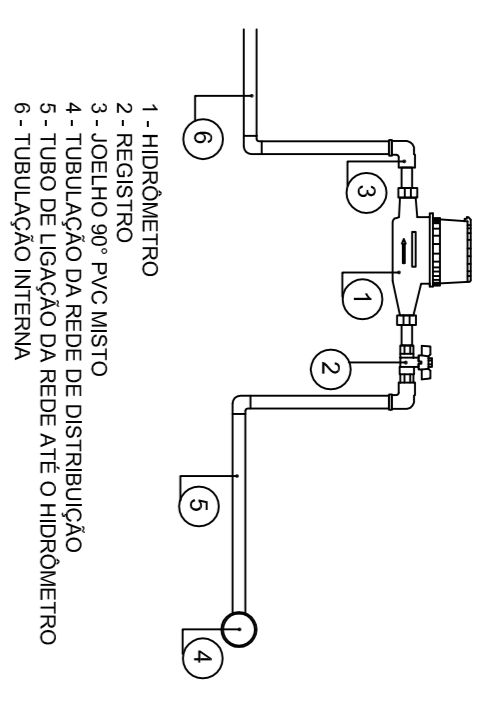 6
3
1
2
5
4
1 - HIDRÔMETRO
2 - REGISTRO
3 - JOELHO 90° PVC MISTO
4 - TUBULAÇÃO DA REDE DE DISTRIBUIÇÃO
5 - TUBO DE LIGAÇÃO DA REDE ATÉ O HIDRÔMETRO
6 - TUBULAÇÃO INTERNA